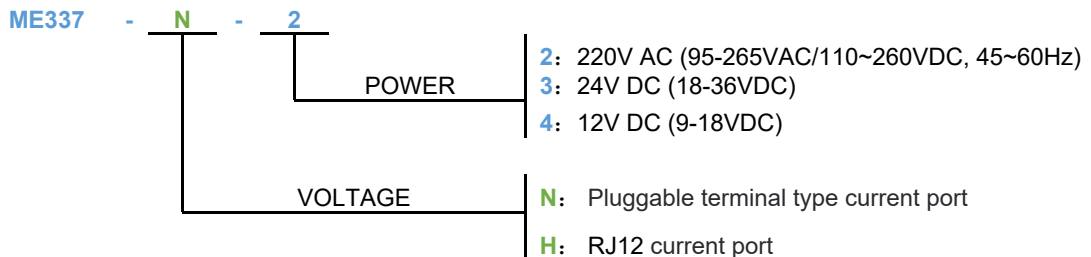 ME337 - N - 2
2：220V AC (95-265VAC/110~260VDC, 45~60Hz)
POWER
3：24V DC (18-36VDC)
4：12V DC (9-18VDC)
VOLTAGE
N： Pluggable terminal type current port
H： RJ12 current port